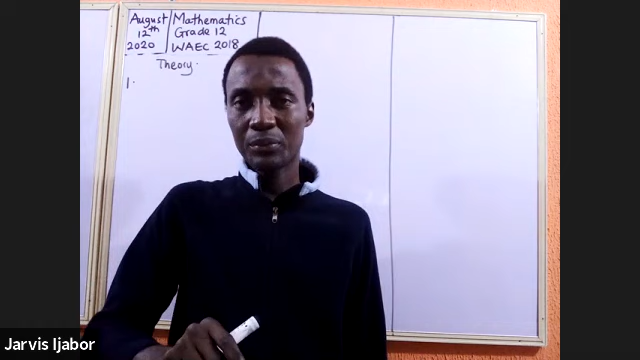 August
12th
2020
Mathematics
Grade 12
WAEC 2018
Theory.
1.
Jarvis Ijabor